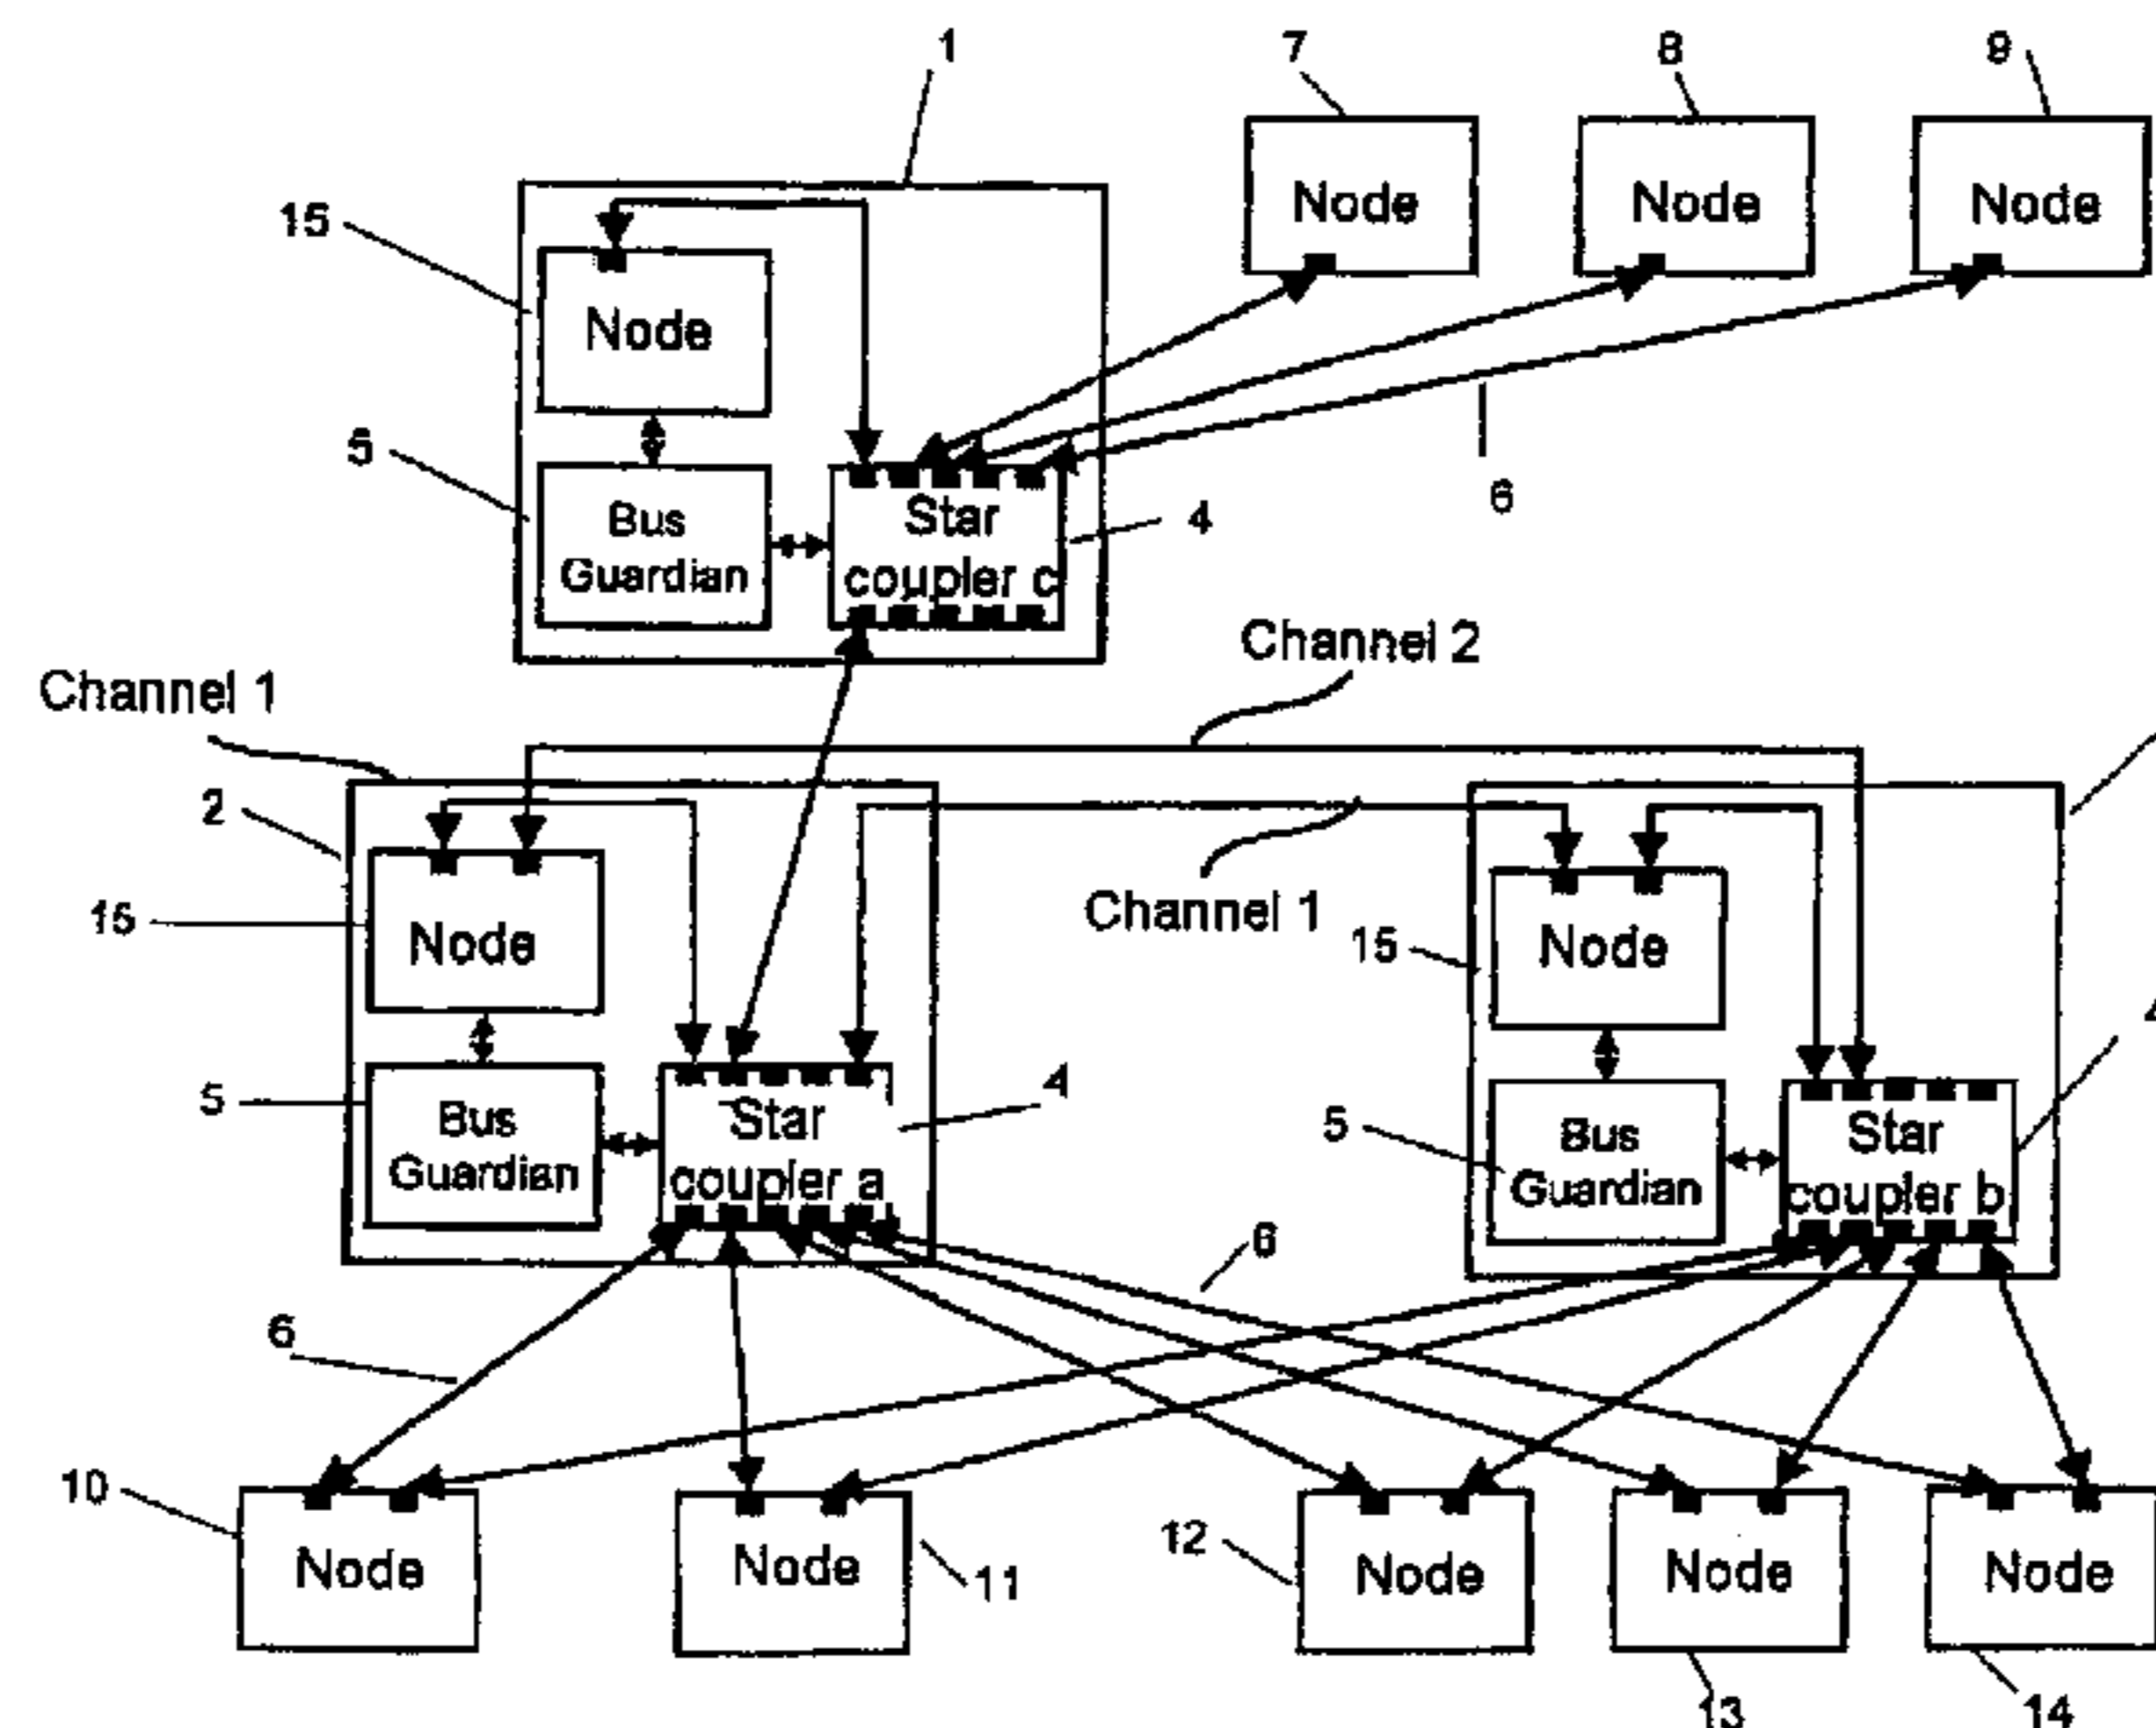 1
7
8
9
15
Node
Node
Node
Node
5
Bus
Guardian
Star
coupler c
4
6
Channel 2
Channel 1
2
15
Node
Channel 1
15
Node
5
Bus
Guardian
Star
coupler a
4
5
Bus
Guardian
Star
coupler b
6
6
10
Node
Node
11
12
Node
Node
Node
13
14